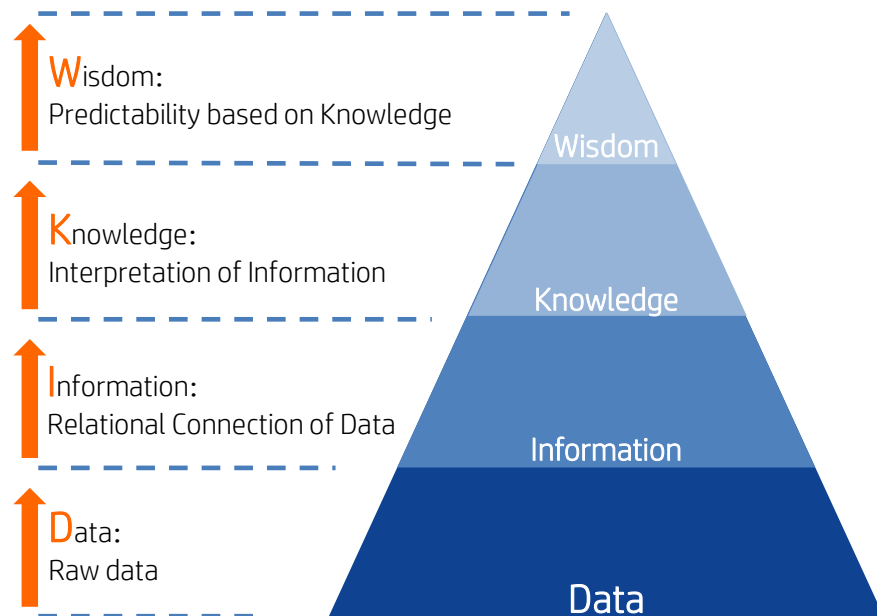 Wisdom:
Predictability based on Knowledge
Wisdom
Knowledge:
Interpretation of Information
Knowledge
Information:
Relational Connection of Data
Information
Data:
Raw data
Data